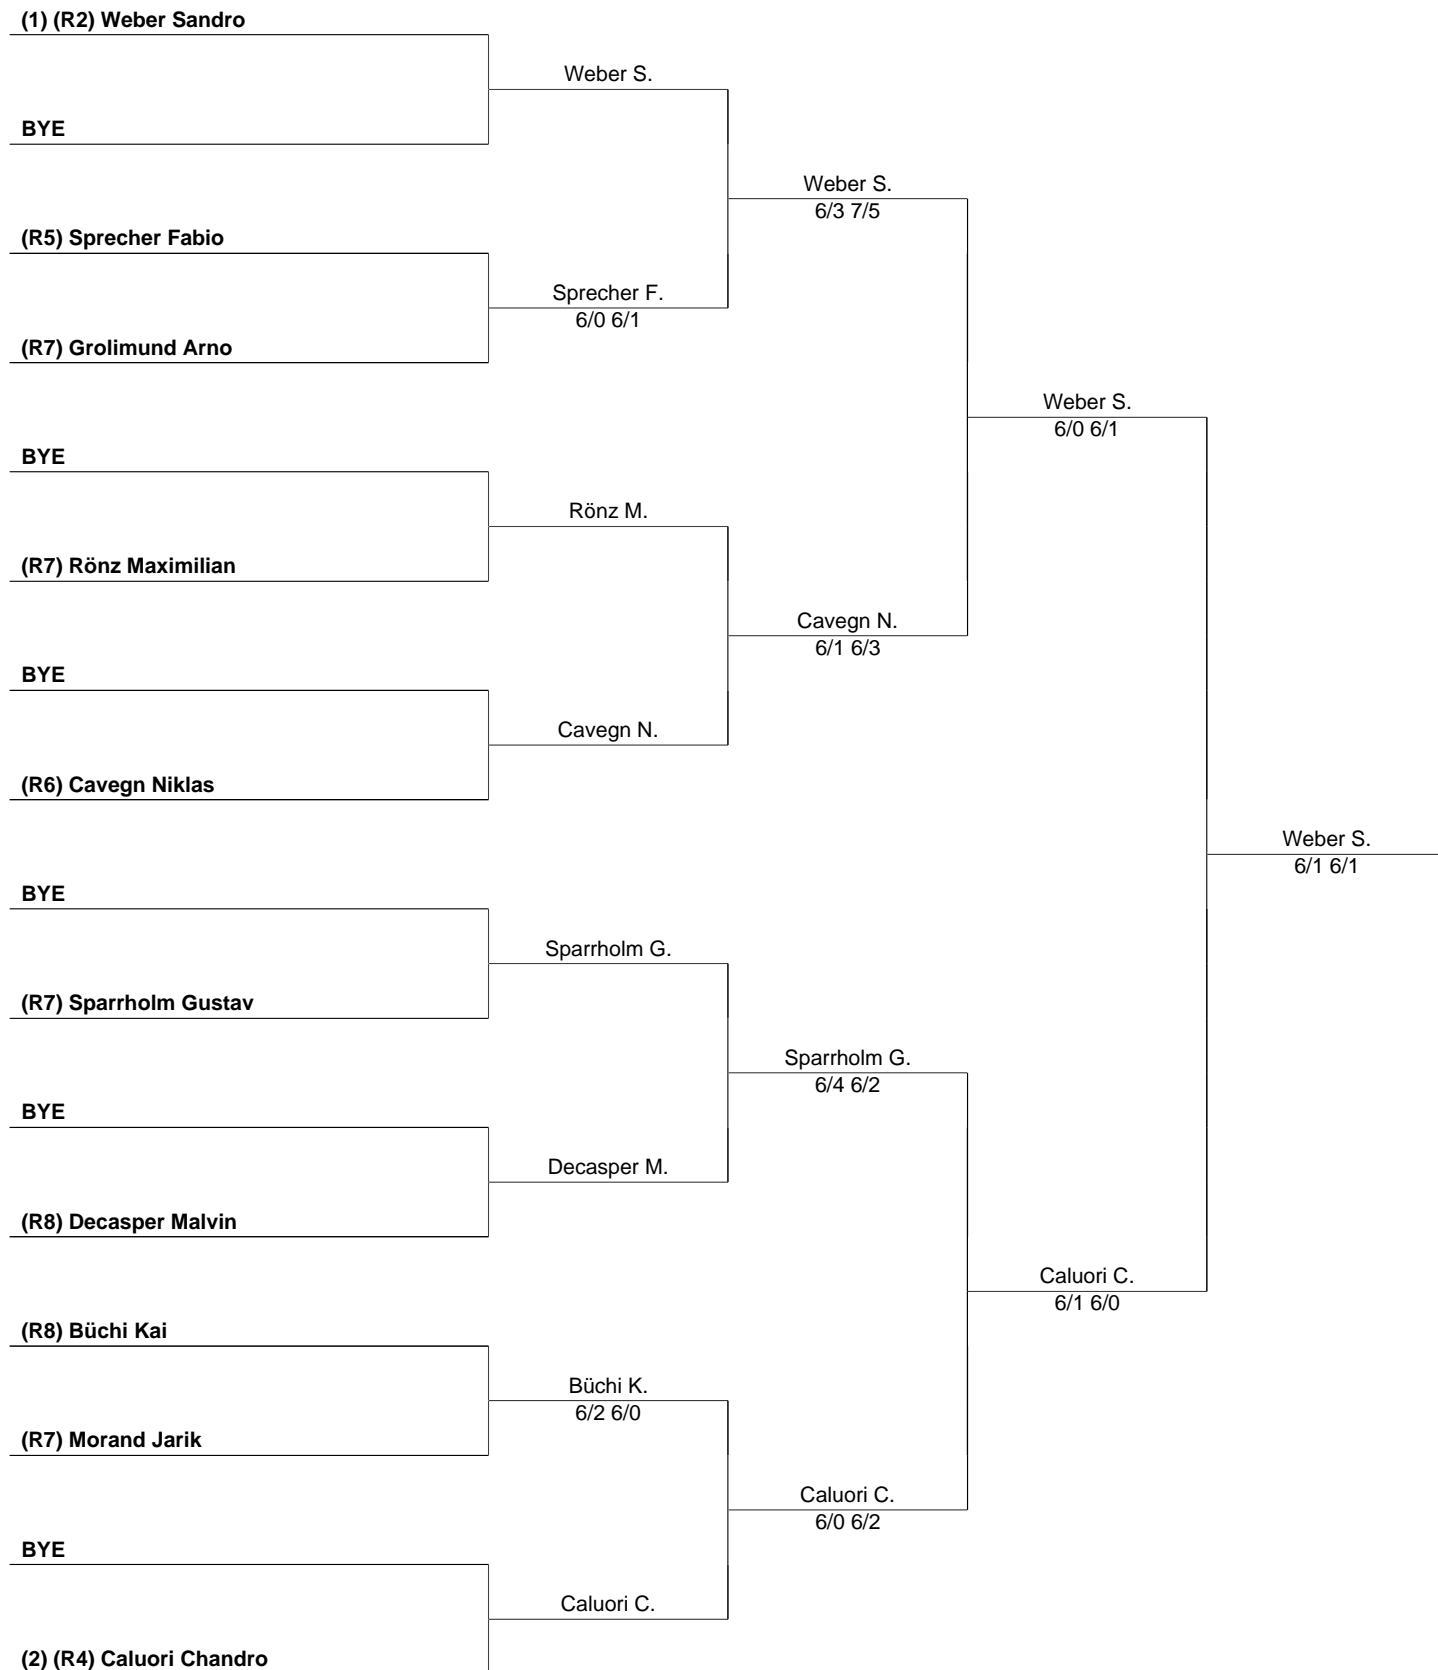 (1) (R2) Weber Sandro
Weber S.
BYE
Weber S.
6/3 7/5
(R5) Sprecher Fabio
Sprecher F.
6/0 6/1
(R7) Grolimund Arno
Weber S.
6/0 6/1
BYE
Rönz M.
(R7) Rönz Maximilian
Cavegn N.
6/1 6/3
BYE
Cavegn N.
(R6) Cavegn Niklas
Weber S.
6/1 6/1
BYE
Sparrholm G.
(R7) Sparrholm Gustav
Sparrholm G.
6/4 6/2
BYE
Decasper M.
(R8) Decasper Malvin
Caluori C.
6/1 6/0
(R8) Büchi Kai
Büchi K.
6/2 6/0
(R7) Morand Jarik
Caluori C.
6/0 6/2
BYE
Caluori C.
(2) (R4) Caluori Chandro